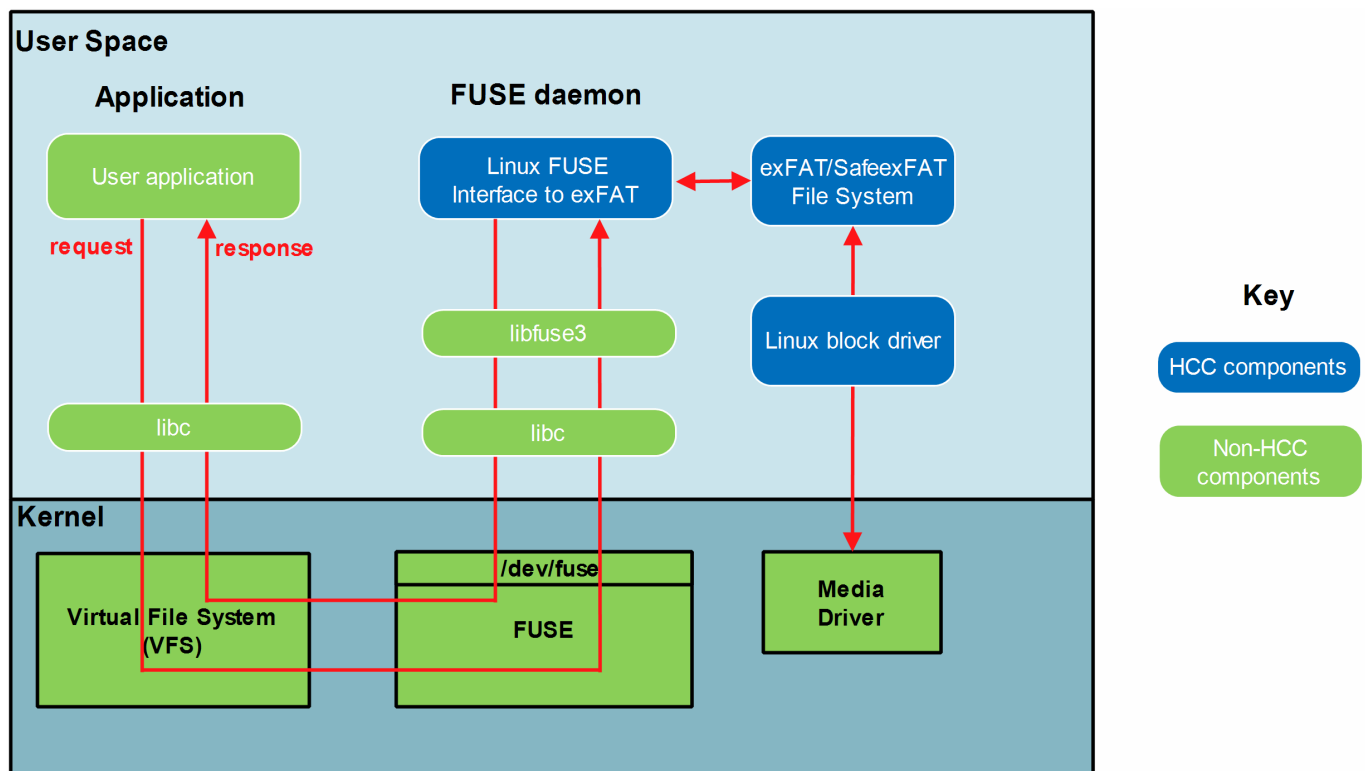 User Space
Application
FUSE daemon
User application
Linux FUSE
Interface to exFAT
exFAT/SafeexFAT
File System
request
response
libfuse3
Linux block driver
libc
libc
Kernel
/dev/fuse
Virtual File System
(VFS)
FUSE
Media
Driver
Key
HCC components
Non-HCC
components